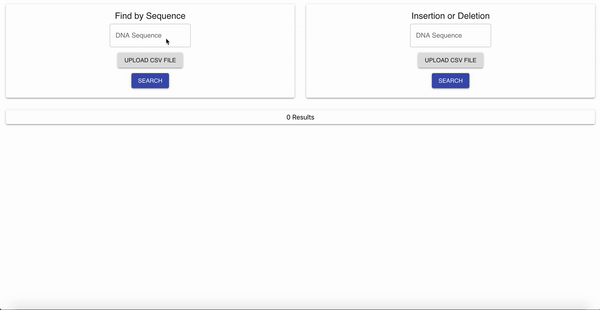 Find by Sequence
DNA Sequence
UPLOAD CSV FILE
SEARCH
Insertion or Deletion
DNA Sequence
UPLOAD CSV FILE
SEARCH
0 Results